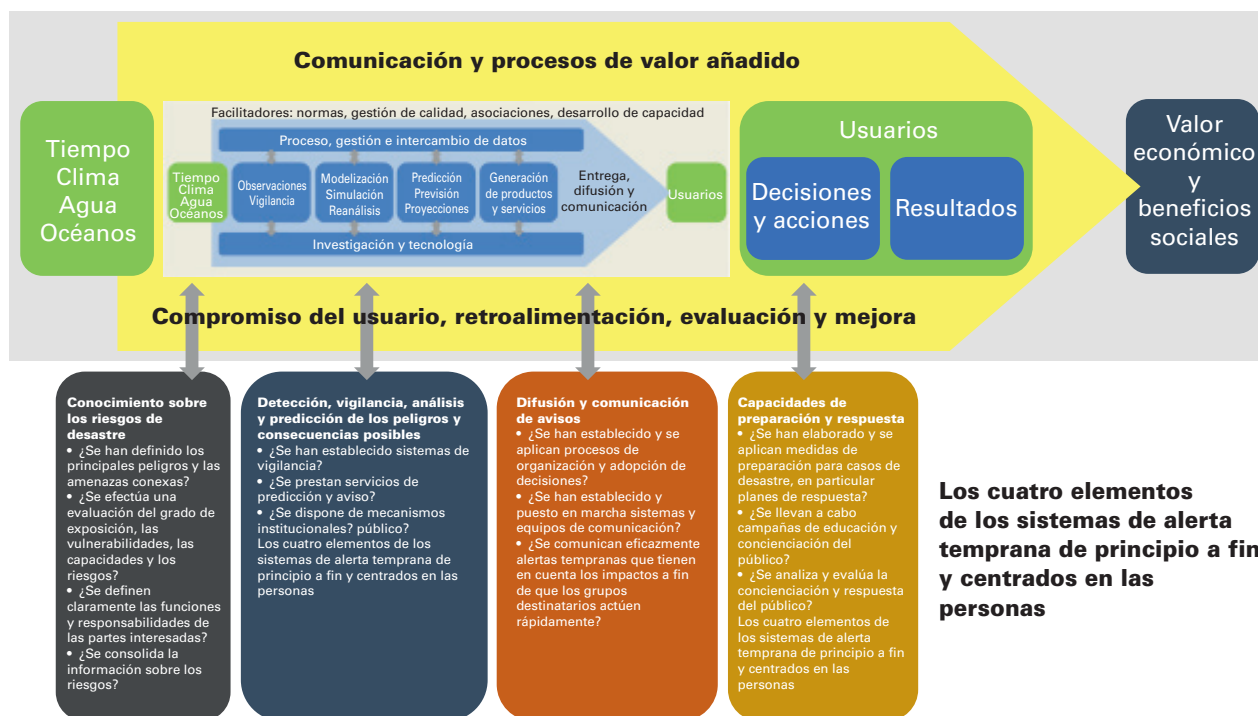 Comunicación y procesos de valor añadido
Tiempo
Clima
Agua
Océanos
Facilitadores: normas, gestión de calidad, asociaciones, desarrollo de capacidad
Proceso, gestión e intercambio de datos
Tiempo
Clima
Agua
Océanos
Observaciones
Vigilancia
Modelización
Simulación
Reanálisis
Predicción
Previsión
Proyecciones
Generación
de productos
y servicios
Entrega,
difusión y
comunicación
Usuarios
Investigación y tecnología
Usuarios
Decisiones
y acciones
Resultados
Valor
económico
y
beneficios
sociales
Compromiso del usuario, retroalimentación, evaluación y mejora
Conocimiento sobre
los riesgos de
desastre
• ¿Se han definido los
principales peligros y las
amenazas conexas?
• ¿Se efectúa una
evaluación del grado de
exposición, las
vulnerabilidades, las
capacidades y los
riesgos?
• ¿Se definen
claramente las funciones
y responsabilidades de
las partes interesadas?
• ¿Se consolida la
información sobre los
riesgos?
Detección, vigilancia, análisis
y predicción de los peligros y
consecuencias posibles
• ¿Se han establecido sistemas de
vigilancia?
• ¿Se prestan servicios de
predicción y aviso?
• ¿Se dispone de mecanismos
institucionales? público?
Los cuatro elementos de los
sistemas de alerta temprana de
principio a fin y centrados en las
personas
Difusión y comunicación
de avisos
• ¿Se han establecido y se
aplican procesos de
organización y adopción de
decisiones?
• ¿Se han establecido y
puesto en marcha sistemas y
equipos de comunicación?
• ¿Se comunican eficazmente
alertas tempranas que tienen
en cuenta los impactos a fin
de que los grupos
destinatarios actúen
rápidamente?
Capacidades de
preparación y respuesta
• ¿Se han elaborado y se
aplican medidas de
preparación para casos de
desastre, en particular
planes de respuesta?
• ¿Se llevan a cabo
campañas de educación y
concienciación del
público?
• ¿Se analiza y evalúa la
concienciación y respuesta
del público?
Los cuatro elementos de
los sistemas de alerta
temprana de principio a fin
y centrados en las
personas
Los cuatro elementos
de los sistemas de alerta
temprana de principio a fin
y centrados en las
personas